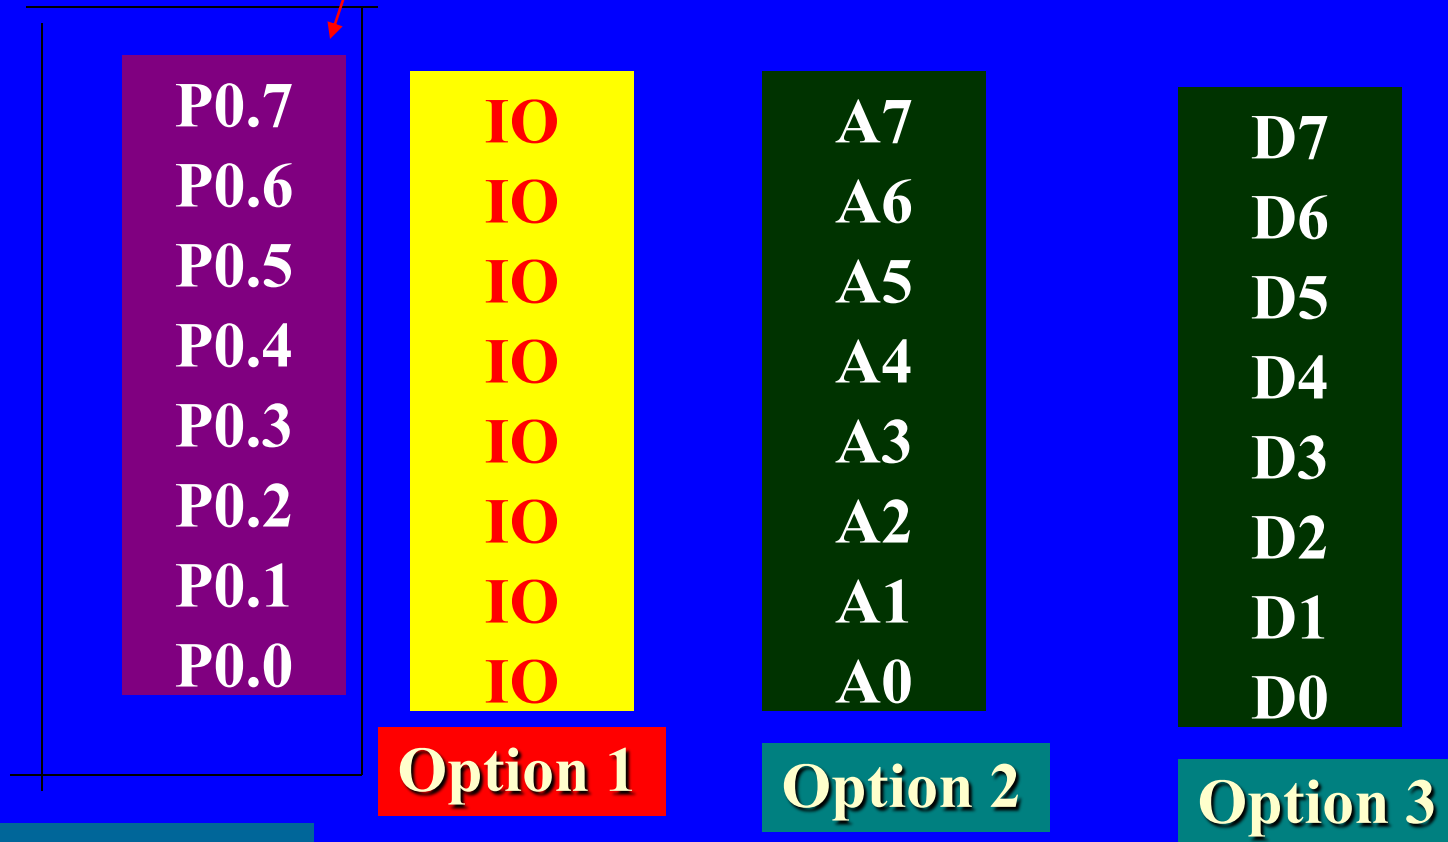 P0.7
P0.6
P0.5
P0.4
P0.3
P0.2
P0.1
P0.0
IO
IO
IO
IO
IO
IO
IO
IO
Option 1
A7
A6
A5
A4
A3
A2
A1
A0
Option 2
D7
D6
D5
D4
D3
D2
D1
D0
Option 3